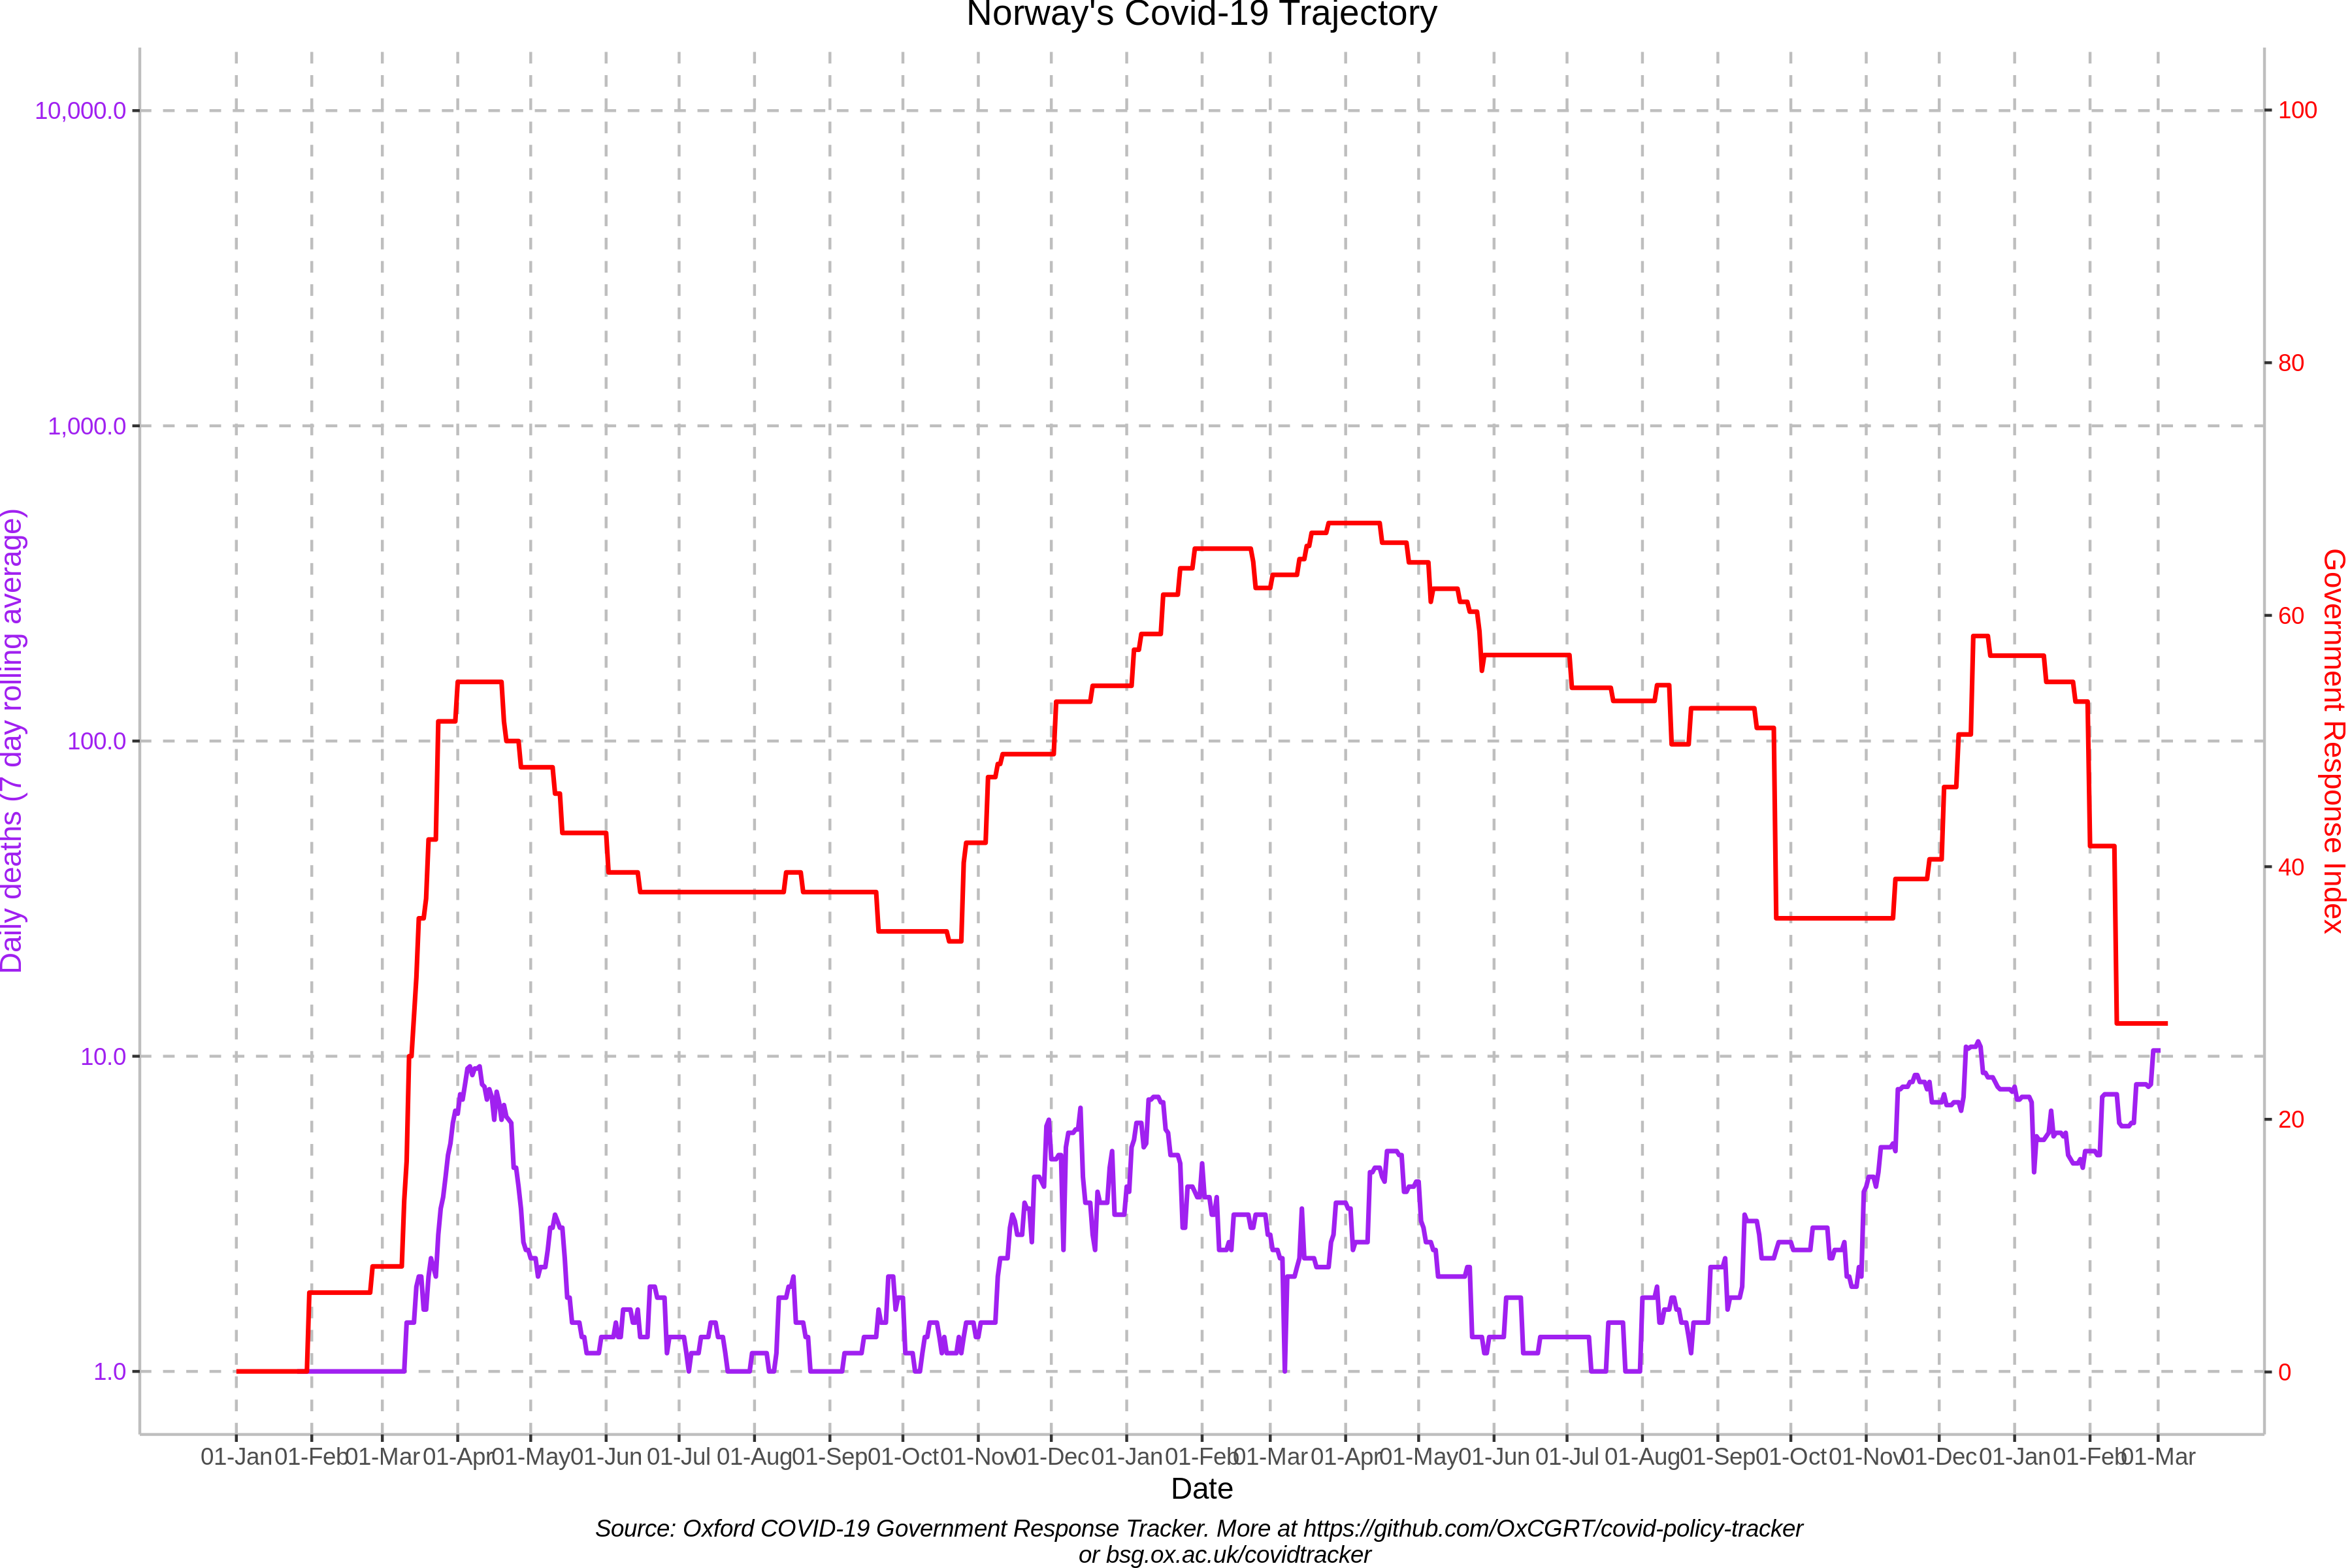 Norway's Covid-19 Trajectory
10,000.0
1,000.0
100.0
10.0
1.0
Daily deaths (7 day rolling average)
100
80
60
40
20
0
Government Response Index
01-Jan 01-Feb 01-Mar 01-Apr 01-May 01-Jun 01-Jul 01-Aug 01-Sep 01-Oct 01-Nov 01-Dec 01-Jan 01-Feb 01-Mar 01-Apr 01-May 01-Jun 01-Jul 01-Aug 01-Sep 01-Oct 01-Nov 01-Dec 01-Jan 01-Feb 01-Mar
Date
Source: Oxford COVID-19 Government Response Tracker. More at https://github.com/OxCGRT/covid-policy-tracker
or bsg.ox.ac.uk/covidtracker